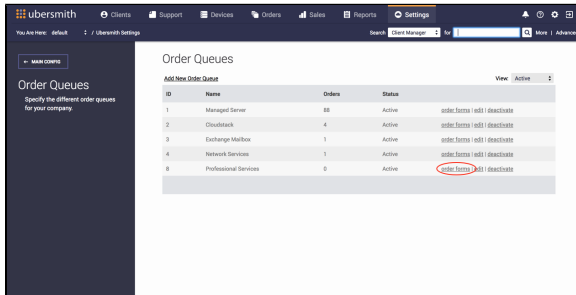 ubersmith Clients Support Devices Orders Sales Reports Settings
You Are Here: default / Ubersmith Settings Search Client Manager for More | Advance
← MAIN CONFIG
Order Queues
Specify the different order queues
for your company.
Order Queues
Add New Order Queue View: Active
ID Name Orders Status
1 Managed Server 88 Active order forms | edit | deactivate
2 Cloudstack 4 Active order forms | edit | deactivate
3 Exchange Mailbox 1 Active order forms | edit | deactivate
4 Network Services 1 Active order forms | edit | deactivate
8 Professional Services 0 Active order forms | edit | deactivate